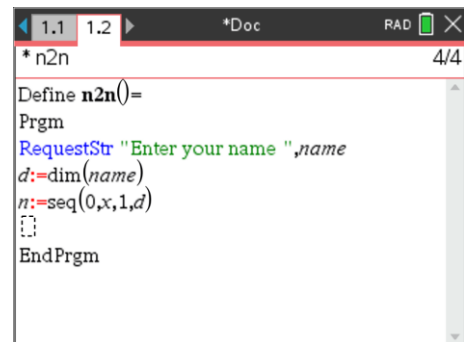 1.1 1.2 *Doc RAD
* n2n 4/4
Define n2n()=
Prgm
RequestStr "Enter your name ",name
d:=dim(name)
n:=seq(0,x,1,d)
EndPrgm